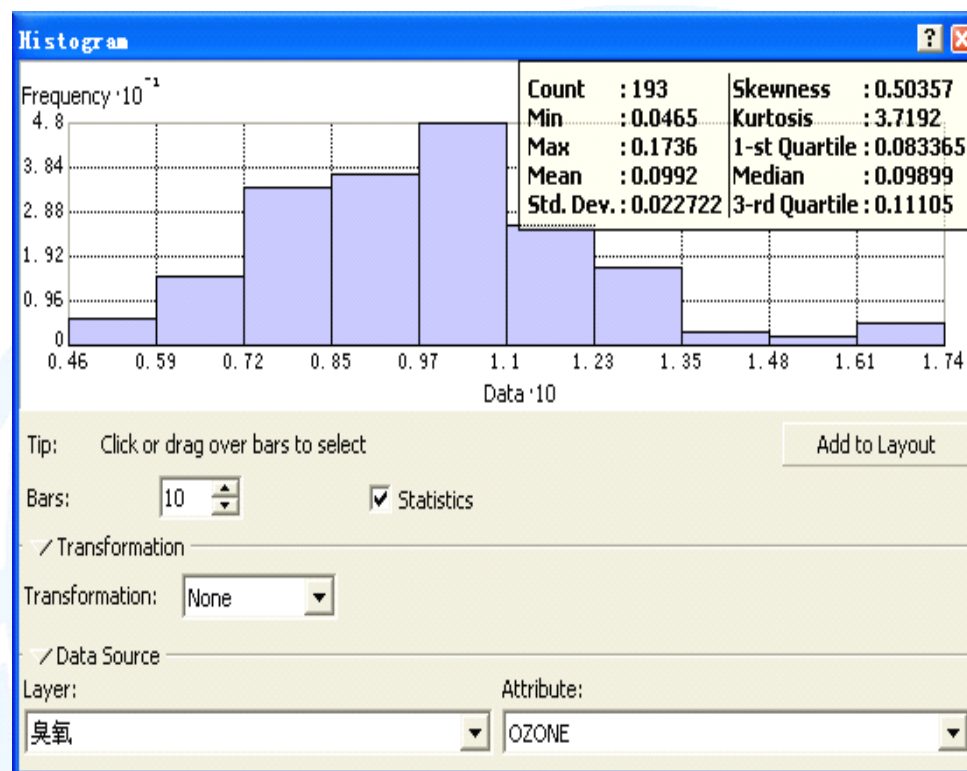 Histogram
?
Frequency ·10⁻¹
Count : 193 Skewness : 0.50357
Min : 0.0465 Kurtosis : 3.7192
Max : 0.1736 1-st Quartile : 0.083365
Mean : 0.0992 Median : 0.09899
Std. Dev. : 0.022722 3-rd Quartile : 0.11105
4.8
3.84
2.88
1.92
0.96
0
0.46 0.59 0.72 0.85 0.97 1.1 1.23 1.35 1.48 1.61 1.74
Data ·10
Tip: Click or drag over bars to select
Add to Layout
Bars: 10 Statistics
Transformation
Transformation: None
Data Source
Layer: Attribute:
臭氧 OZONE